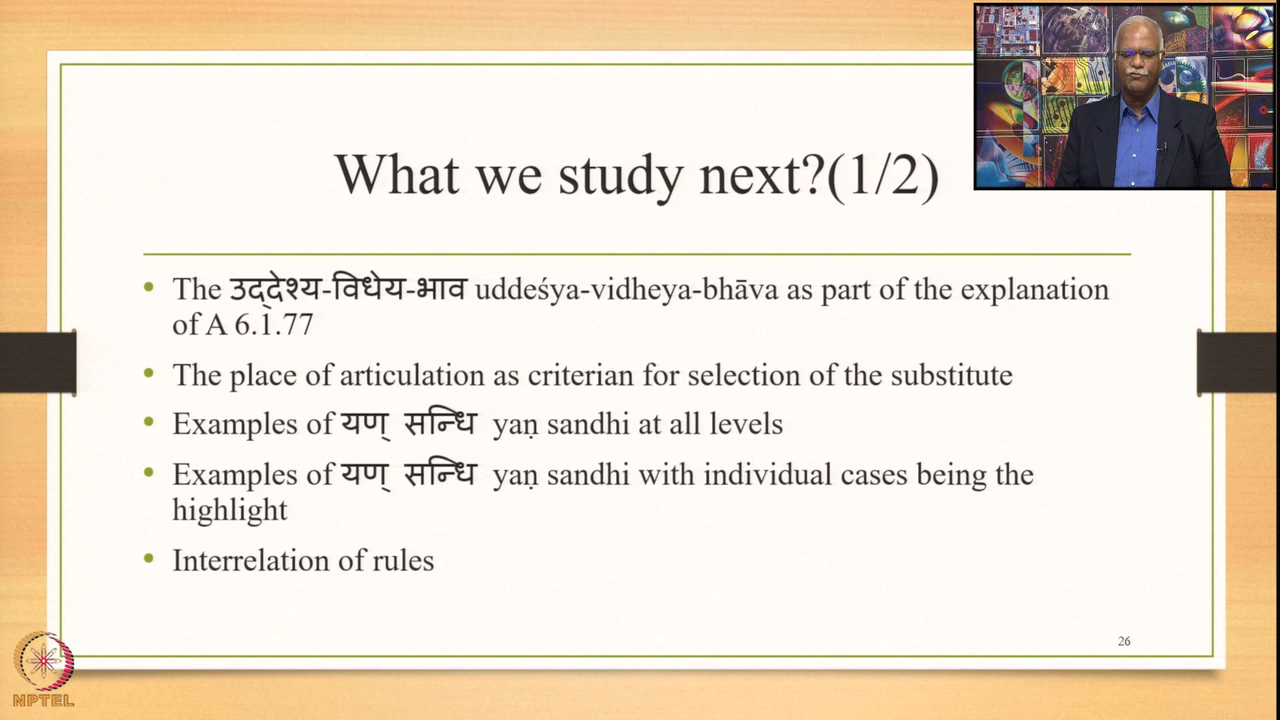 What we study next?(1/2)
The उद्देश्य-विधेय-भाव uddeśya-vidheya-bhāva as part of the explanation
of A 6.1.77
The place of articulation as criterian for selection of the substitute
Examples of यण् सन्धि yaṇ sandhi at all levels
Examples of यण् सन्धि yaṇ sandhi with individual cases being the
highlight
Interrelation of rules
26
NPTEL